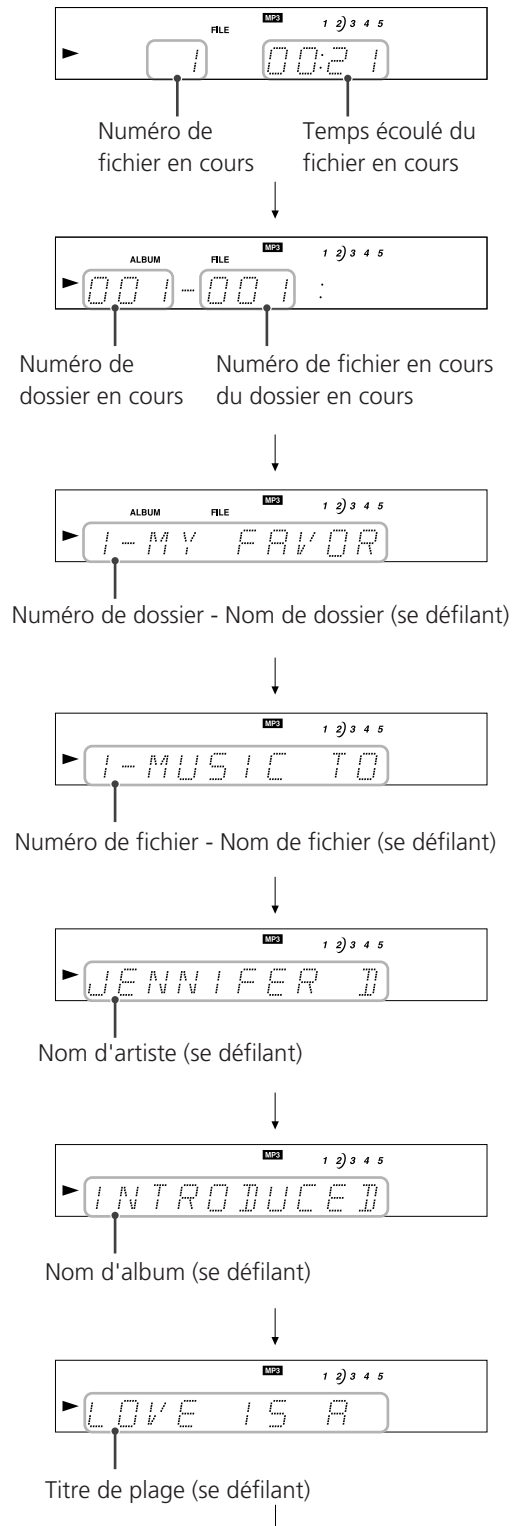 FILE MP3 1 2) 3 4 5
1 00:21
Numéro de
fichier en cours
Temps écoulé du
fichier en cours
ALBUM FILE MP3 1 2) 3 4 5
001-001 :
Numéro de
dossier en cours
Numéro de fichier en cours
du dossier en cours
ALBUM FILE MP3 1 2) 3 4 5
1-MY FAVOR
Numéro de dossier - Nom de dossier (se défilant)
MP3 1 2) 3 4 5
1-MUSIC TO
Numéro de fichier - Nom de fichier (se défilant)
MP3 1 2) 3 4 5
JENNIFER D
Nom d'artiste (se défilant)
MP3 1 2) 3 4 5
INTRODUCED
Nom d'album (se défilant)
MP3 1 2) 3 4 5
LOVE IS A
Titre de plage (se défilant)